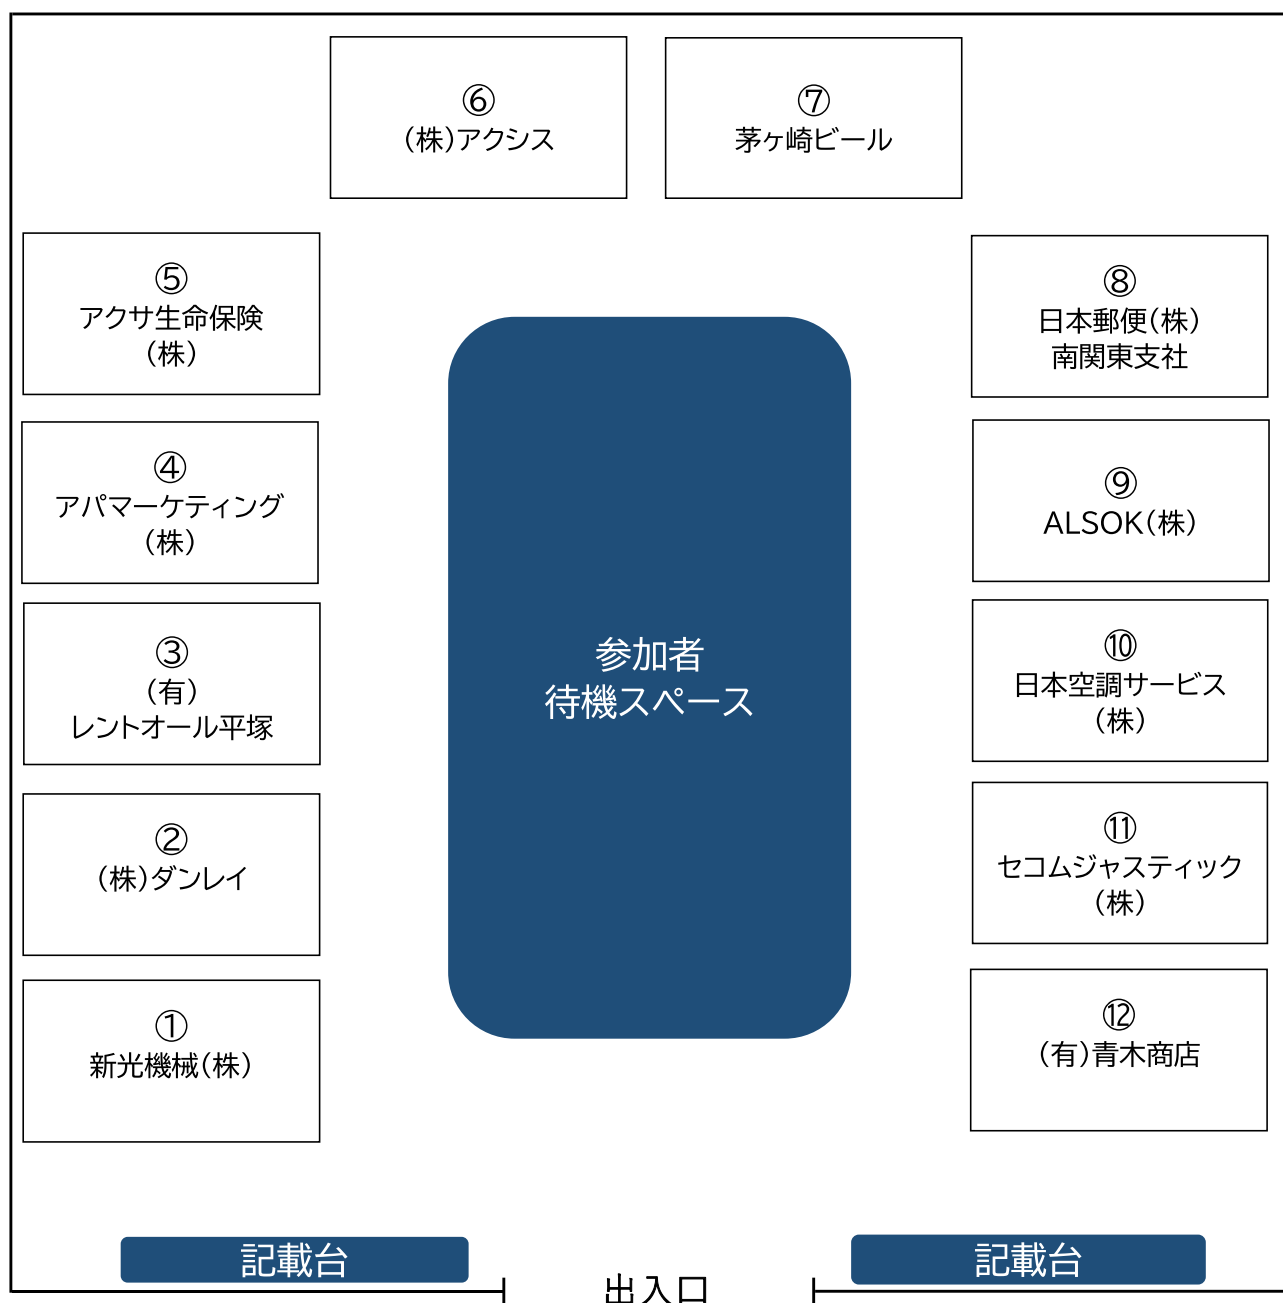 ⑥
(株)アクシス
⑦
茅ヶ崎ビール
⑤
アクサ生命保険
(株)
⑧
日本郵便(株)
南関東支社
④
アパマーケティング
(株)
⑨
ALSOK(株)
③
(有)
レントオール平塚
参加者
待機スペース
⑩
日本空調サービス
(株)
②
(株)ダンレイ
⑪
セコムジャスティック
(株)
①
新光機械(株)
⑫
(有)青木商店
記載台
記載台
出入口